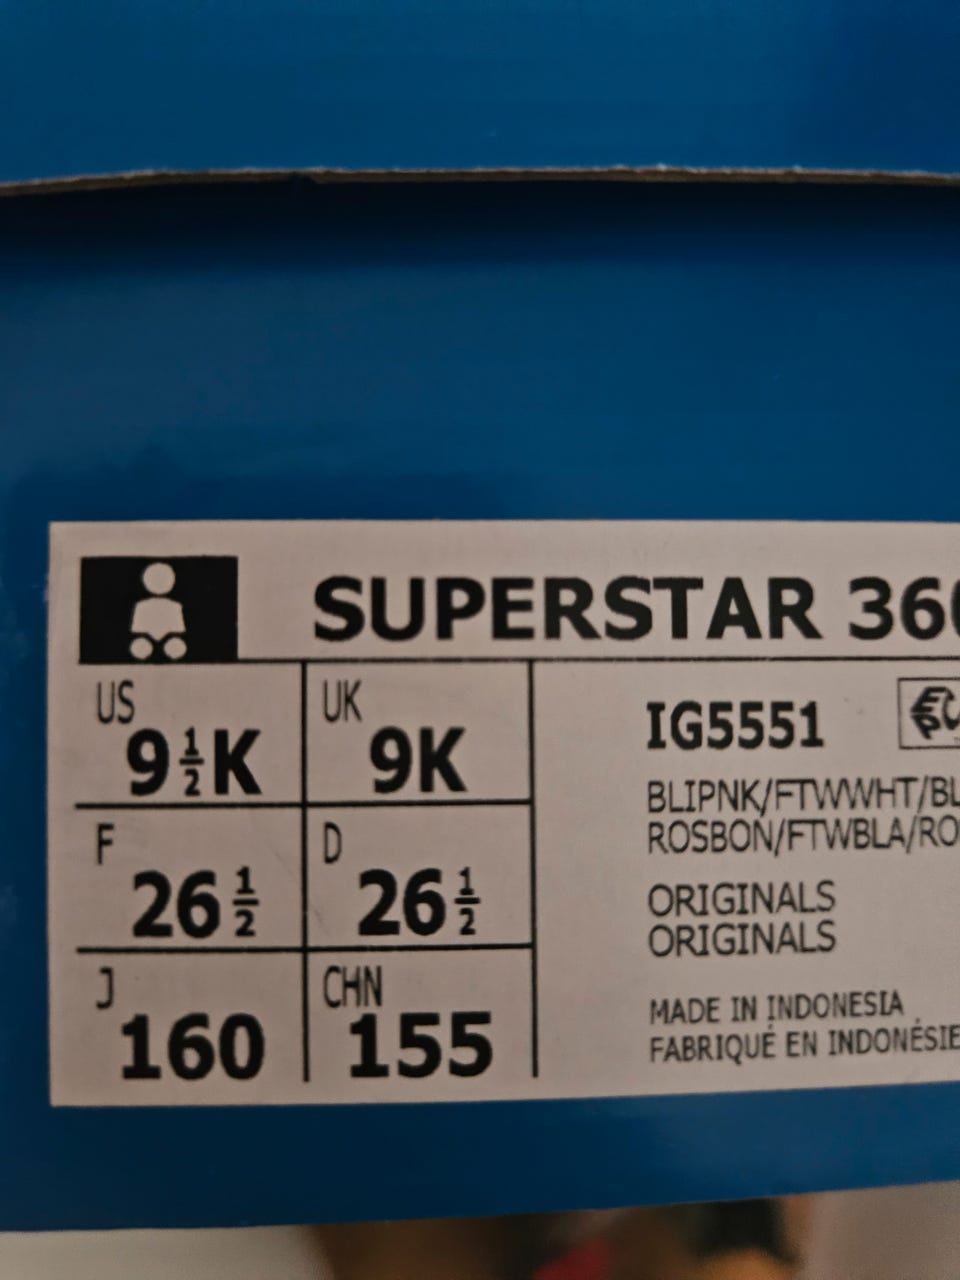 SUPERSTAR 360
US
9½K
UK
9K
F
26½
D
26½
J
160
CHN
155
IG5551
BLIPNK/FTWWHT/BL
ROSBON/FTWBLA/RO
ORIGINALS
ORIGINALS
MADE IN INDONESIA
FABRIQUÉ EN INDONÉSIE